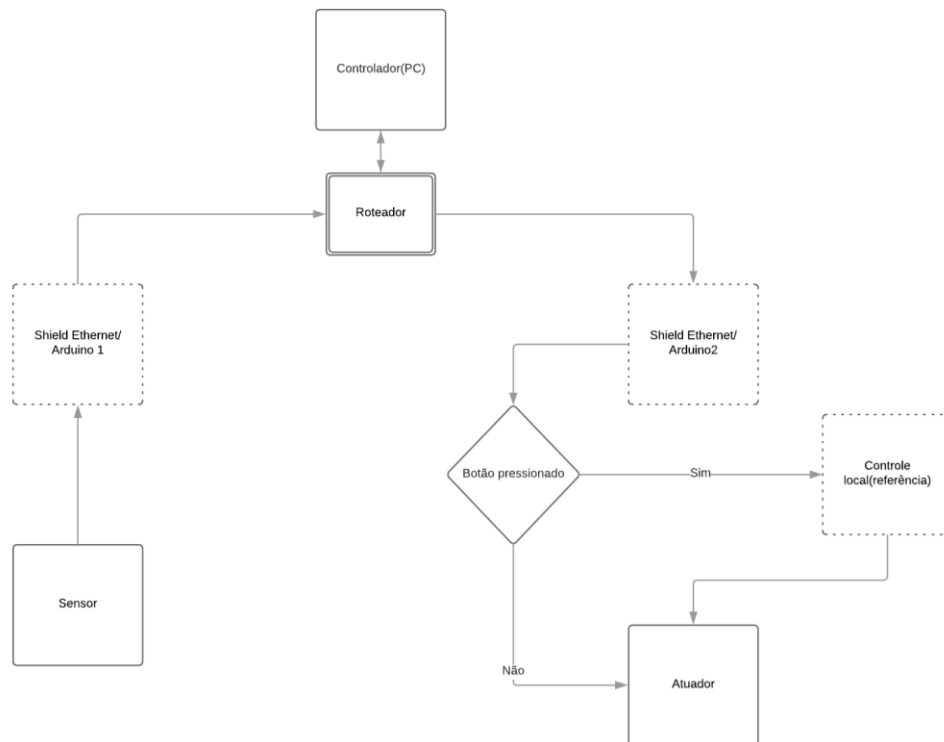 Controlador(PC)
Roteador
Shield Ethernet/
Arduino 1
Shield Ethernet/
Arduino2
Botão pressionado
Sim
Controle
local(referência)
Sensor
Não
Atuador